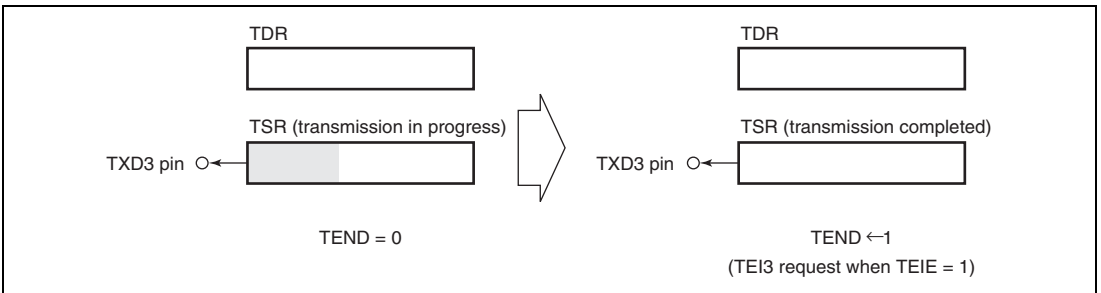 TDR
TSR (transmission in progress)
TXD3 pin
TEND = 0
TDR
TSR (transmission completed)
TXD3 pin
TEND ←1
(TEI3 request when TEIE = 1)